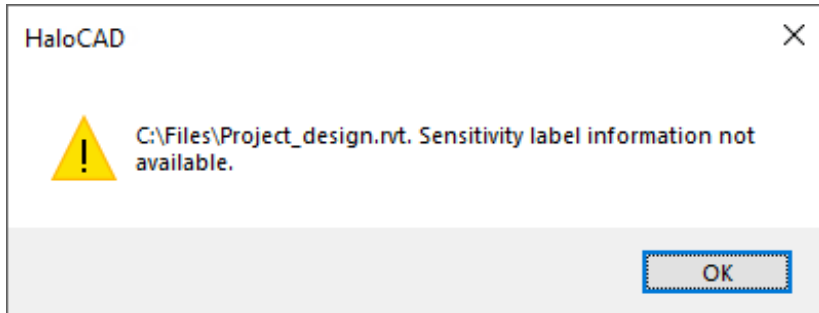 HaloCAD
C:\Files\Project_design.rvt. Sensitivity label information not
available.
OK